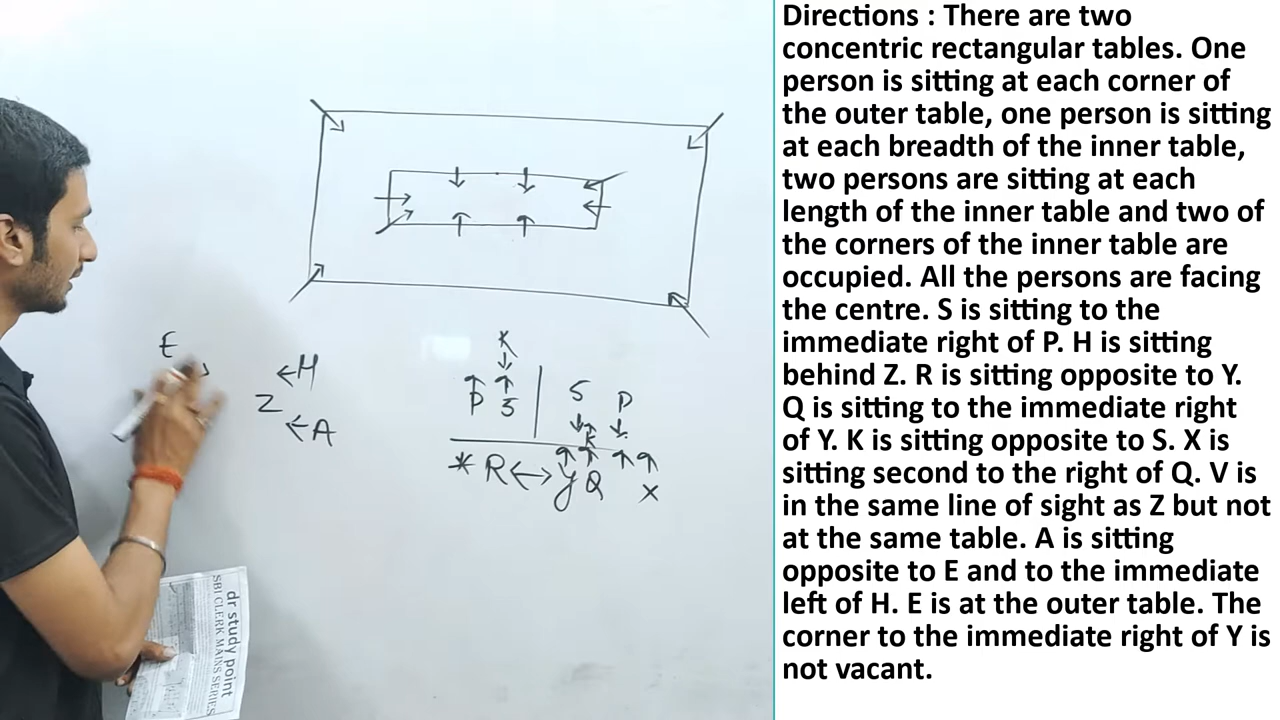 Directions : There are two
concentric rectangular tables. One
person is sitting at each corner of
the outer table, one person is sitting
at each breadth of the inner table,
two persons are sitting at each
length of the inner table and two of
the corners of the inner table are
occupied. All the persons are facing
the centre. S is sitting to the
immediate right of P. H is sitting
behind Z. R is sitting opposite to Y.
Q is sitting to the immediate right
of Y. K is sitting opposite to S. X is
sitting second to the right of Q. V is
in the same line of sight as Z but not
at the same table. A is sitting
opposite to E and to the immediate
left of H. E is at the outer table. The
corner to the immediate right of Y is
not vacant.
E
←H
Z
←A
K
P S
S P
K
* R↔Y Q
X
dr study point
SBI CLERK MAINS SERIES